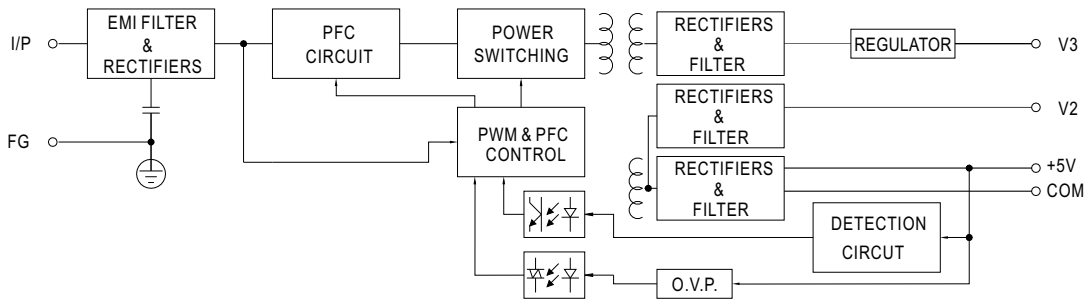 I/P
EMI FILTER
&
RECTIFIERS
PFC
CIRCUIT
POWER
SWITCHING
RECTIFIERS
&
FILTER
REGULATOR
V3
FG
PWM & PFC
CONTROL
RECTIFIERS
&
FILTER
V2
RECTIFIERS
&
FILTER
+5V
COM
DETECTION
CIRCUT
O.V.P.